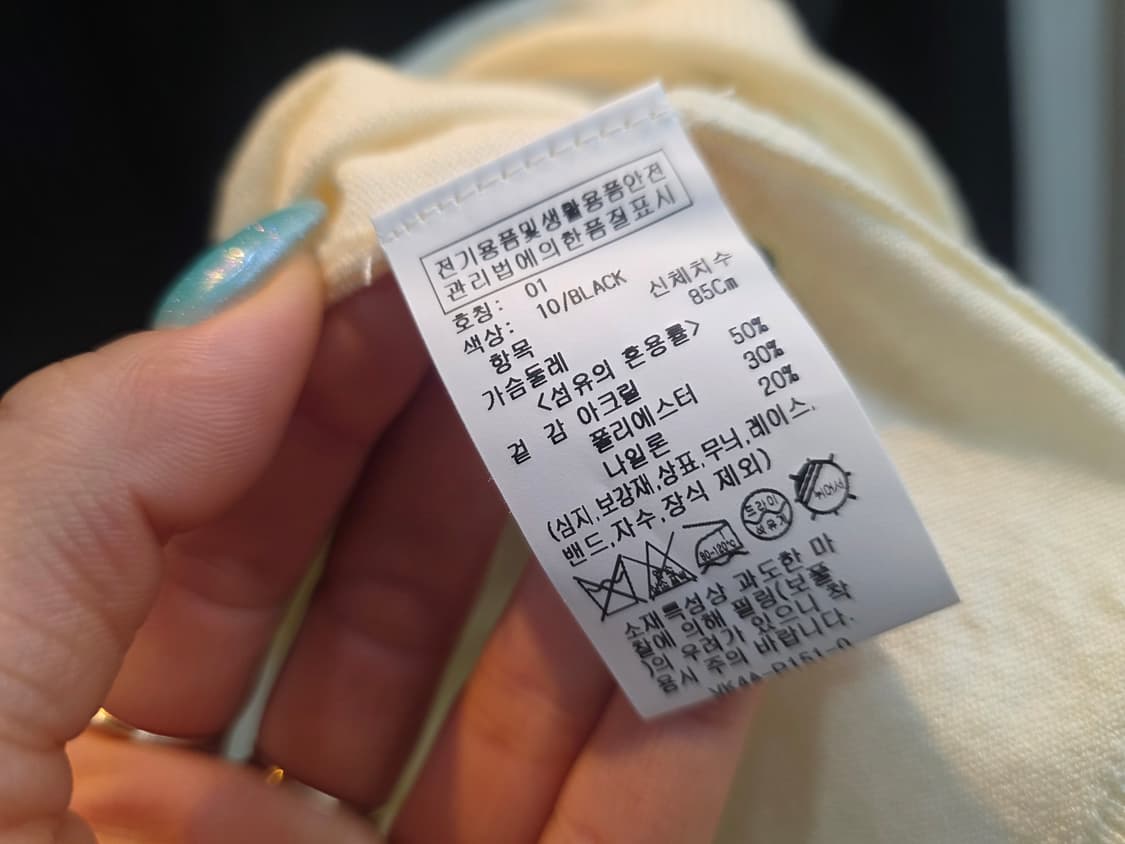 전기용품및생활용품안전
관리법에의한품질표시
호칭: 01
색상: 10/BLACK
항목 신체치수
가슴둘레 85Cm
<섬유의 혼용률>
겉 감 아크릴 50%
폴리에스터 30%
나일론 20%
(심지,보강재,상표,무늬,레이스,
밴드,자수,장식 제외)
80-120℃
드라이
석유계
뉘어서
소재특성상 과도한 마
찰에 의해 필링(보풀
)의 우려가 있으니 착
용시 주의 바랍니다.